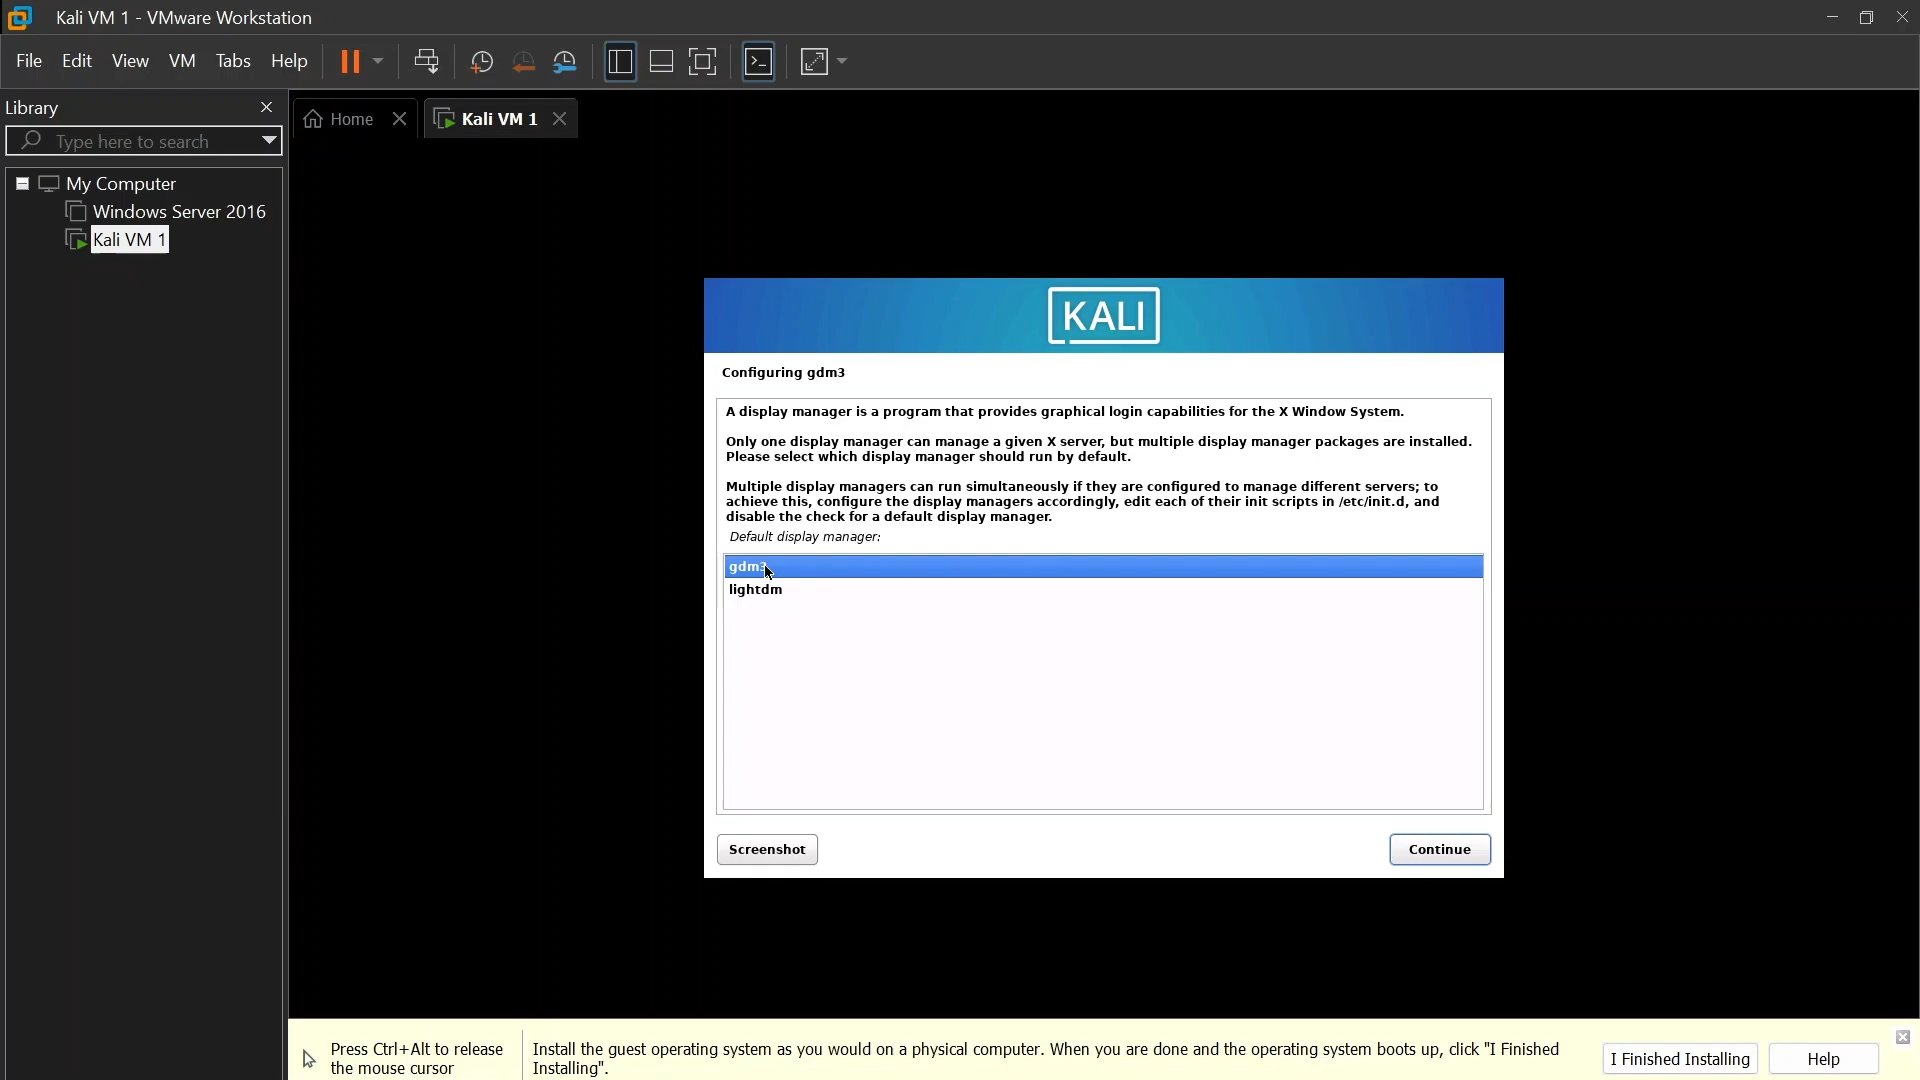 Kali VM 1 - VMware Workstation
File Edit View VM Tabs Help
Library
Type here to search
My Computer
Windows Server 2016
Kali VM 1
Home
Kali VM 1
KALI
Configuring gdm3
A display manager is a program that provides graphical login capabilities for the X Window System.
Only one display manager can manage a given X server, but multiple display manager packages are installed.
Please select which display manager should run by default.
Multiple display managers can run simultaneously if they are configured to manage different servers; to
achieve this, configure the display managers accordingly, edit each of their init scripts in /etc/init.d, and
disable the check for a default display manager.
Default display manager:
gdm3
lightdm
Screenshot
Continue
Press Ctrl+Alt to release
the mouse cursor
Install the guest operating system as you would on a physical computer. When you are done and the operating system boots up, click "I Finished
Installing".
I Finished Installing
Help